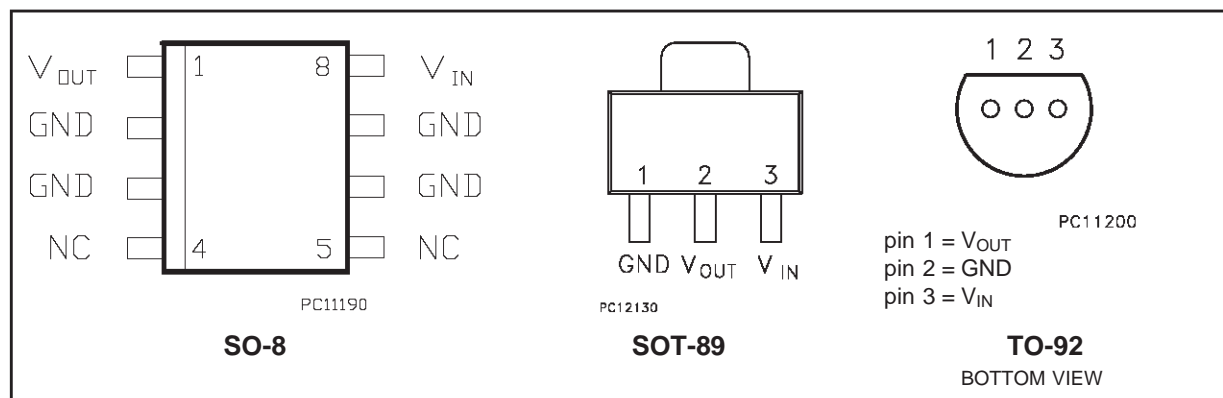 V OUT 1 8 V IN
GND GND
GND GND
NC 4 5 NC
PC11190
SO-8
1 2 3
GND VOUT V IN
PC12130
SOT-89
1 2 3
PC11200
pin 1 = VOUT
pin 2 = GND
pin 3 = VIN
TO-92
BOTTOM VIEW